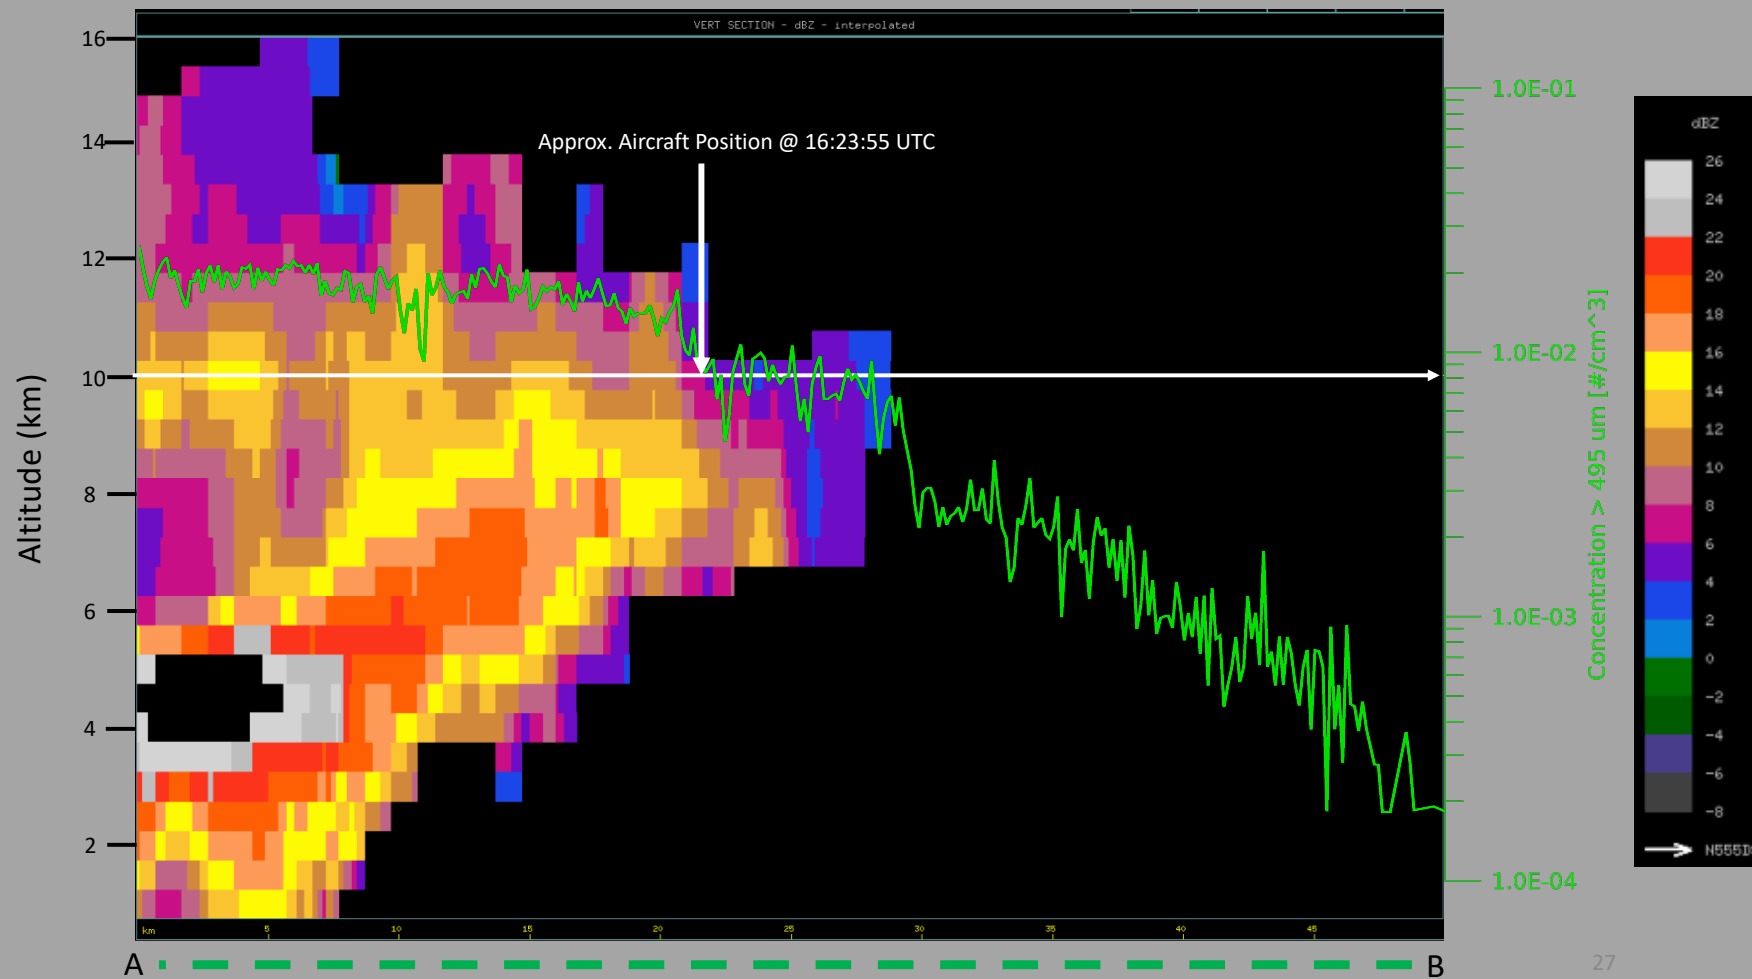 VERT SECTION - dBZ - interpolated
Approx. Aircraft Position @ 16:23:55 UTC
Altitude (km)
16
14
12
10
8
6
4
2
1.0E-01
1.0E-02
1.0E-03
1.0E-04
Concentration > 495 um [#/cm^3]
dBZ
26
24
22
20
18
16
14
12
10
8
6
4
2
0
-2
-4
-6
-8
km 5 10 15 20 25 30 35 40 45
A B
27